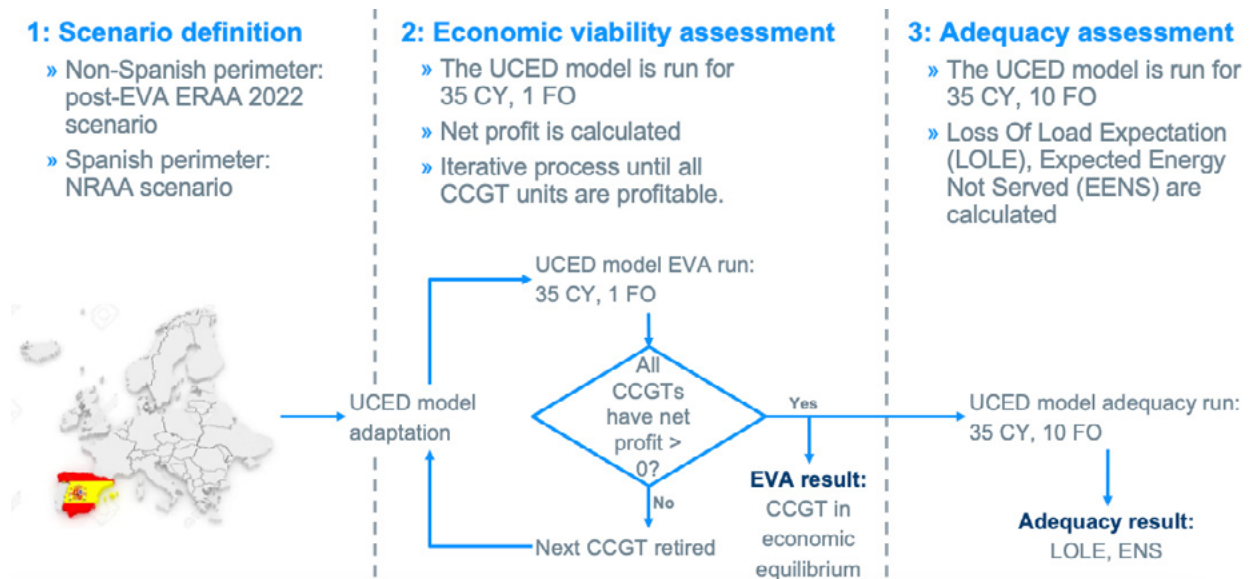 1: Scenario definition
» Non-Spanish perimeter:
post-EVA ERAA 2022
scenario
» Spanish perimeter:
NRAA scenario
2: Economic viability assessment
» The UCED model is run for
35 CY, 1 FO
» Net profit is calculated
» Iterative process until all
CCGT units are profitable.
3: Adequacy assessment
» The UCED model is run for
35 CY, 10 FO
» Loss Of Load Expectation
(LOLE), Expected Energy
Not Served (EENS) are
calculated
UCED model
adaptation
UCED model EVA run:
35 CY, 1 FO
All
CCGTs
have net
profit >
0?
Yes
No
Next CCGT retired
EVA result:
CCGT in
economic
equilibrium
UCED model adequacy run:
35 CY, 10 FO
Adequacy result:
LOLE, ENS